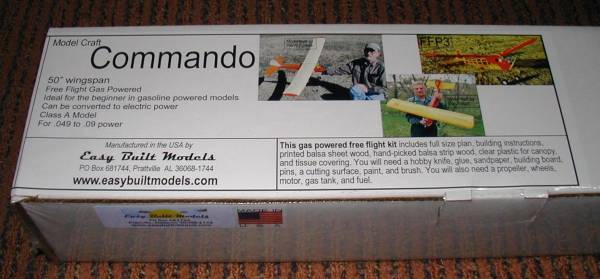 Model Craft
Commando
50" wingspan
Free Flight Gas Powered
Ideal for the beginner in gasoline powered models
Can be converted to electric power
Class A Model
For .049 to .09 power
FFP3
Manufactured in the USA by
Easy Built Models
PO Box 681744, Prattville AL 36068-1744
www.easybuiltmodels.com
This gas powered free flight kit includes full size plan, building instructions,
printed balsa sheet wood, hand-picked balsa strip wood, clear plastic for canopy,
and tissue covering. You will need a hobby knife, glue, sandpaper, building board,
pins, a cutting surface, paint, and brush. You will also need a propeller, wheels,
motor, gas tank, and fuel.
Easy Built Models
MADE IN
U S A